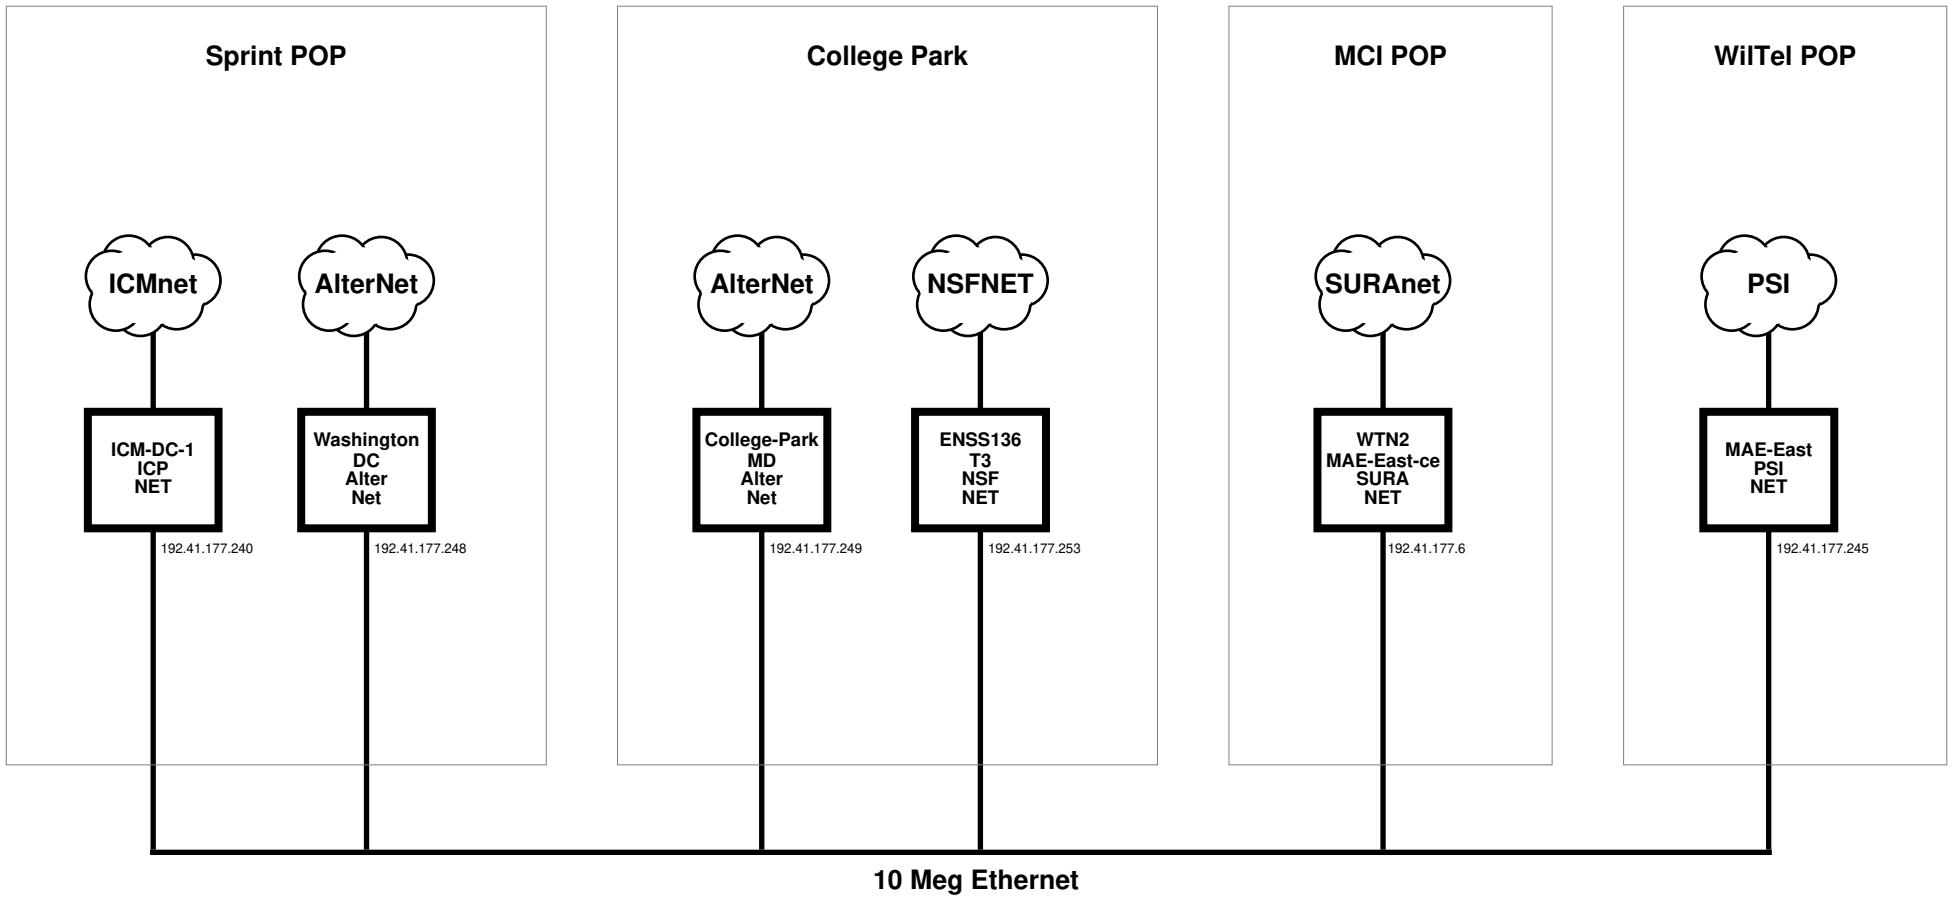 Sprint POP
College Park
MCI POP
WilTel POP
ICMnet
AlterNet
AlterNet
NSFNET
SURAnet
PSI
ICM-DC-1
ICP
NET
192.41.177.240
Washington
DC
Alter
Net
192.41.177.248
College-Park
MD
Alter
Net
192.41.177.249
ENSS136
T3
NSF
NET
192.41.177.253
WTN2
MAE-East-ce
SURA
NET
192.41.177.6
MAE-East
PSI
NET
192.41.177.245
10 Meg Ethernet